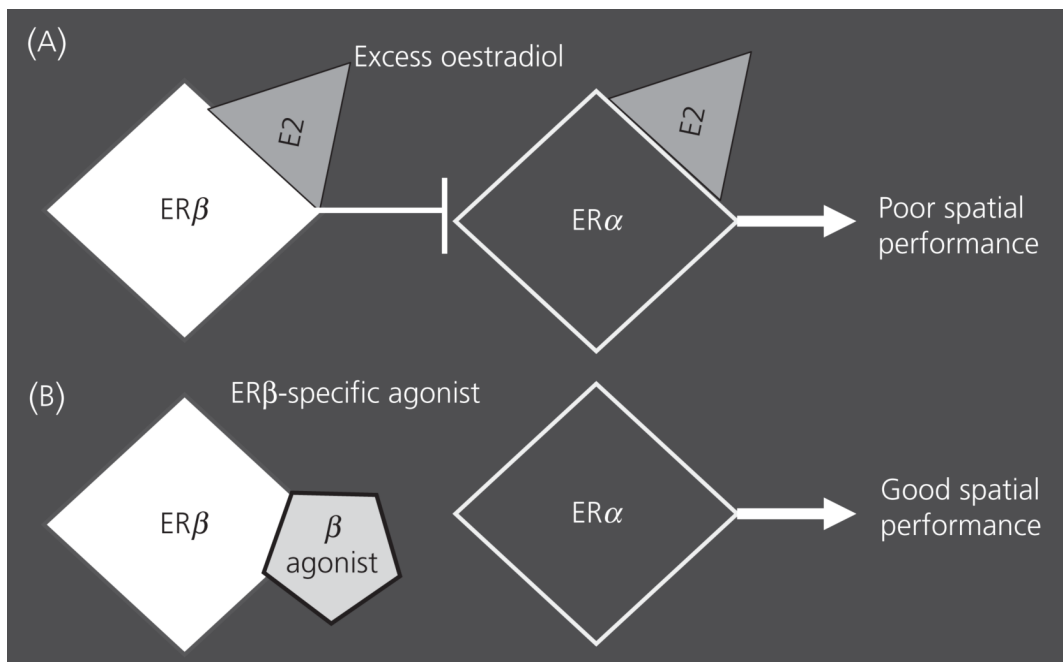 (A)
Excess oestradiol
E2
E2
ERβ
ERα
Poor spatial
performance
(B)
ERβ-specific agonist
ERβ
β
agonist
ERα
Good spatial
performance